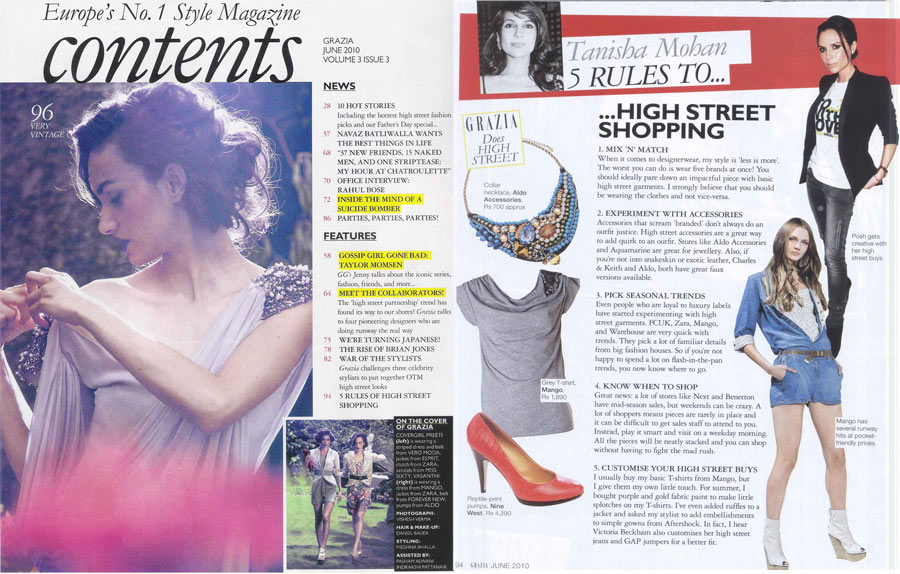 Europe's No. 1 Style Magazine
contents
GRAZIA
JUNE 2010
VOLUME 3 ISSUE 3
96
VERY
VINTAGE
NEWS
28 10 HOT STORIES
Including the hottest high street fashion
picks and our Father's Day special...
57 NAVAZ BATLIWALLA WANTS
THE BEST THINGS IN LIFE
68 "37 NEW FRIENDS, 15 NAKED
MEN, AND ONE STRIPTEASE:
MY HOUR AT CHATROULETTE"
70 OFFICE INTERVIEW:
RAHUL BOSE
72 INSIDE THE MIND OF A
SUICIDE BOMBER
86 PARTIES, PARTIES, PARTIES!
FEATURES
58 GOSSIP GIRL GONE BAD:
TAYLOR MOMSEN
GG's Jenny talks about the iconic series,
fashion, friends, and more...
64 MEET THE COLLABORATORS!
The 'high street partnership' trend has
found its way to our shores! Grazia talks
to four pioneering designers who are
doing runway the real way
75 WE'RE TURNING JAPANESE!
78 THE RISE OF BRIAN JONES
82 WAR OF THE STYLISTS
Grazia challenges three celebrity
stylists to put together OTM
high street looks
94 5 RULES OF HIGH STREET
SHOPPING
ON THE COVER
OF GRAZIA
COVERGIRL PREETI
(left) is wearing a
striped dress and belt
from VERO MODA,
jacket from ESPRIT,
clutch from ZARA,
sandals from MISS
SIXTY; VASANTHI
(right) is wearing a
dress from MANGO,
jacket from ZARA, belt
from FOREVER NEW,
pumps from ALDO
PHOTOGRAPH:
VISHESH VERMA
HAIR & MAKE-UP:
DANIEL BAUER
STYLING:
MEGHNA BHALLA
ASSISTED BY:
PASHAM ALWANI
INDRAKSHI PATTANAIK
Tanisha Mohan
5 RULES TO...
...HIGH STREET
SHOPPING
GRAZIA
Does
HIGH
STREET
Collar
necklace, Aldo
Accessories,
Rs 700 approx
Grey T-shirt,
Mango,
Rs 1,890
Reptile-print
pumps, Nine
West, Rs 4,290
1. MIX 'N' MATCH
When it comes to designerwear, my style is 'less is more'.
The worst you can do is wear five brands at once! You
should ideally pare down an impactful piece with basic
high street garments. I strongly believe that you should
be wearing the clothes and not vice-versa.
2. EXPERIMENT WITH ACCESSORIES
Accessories that scream 'branded' don't always do an
outfit justice. High street accessories are a great way
to add quirk to an outfit. Stores like Aldo Accessories
and Aquamarine are great for jewellery. Also, if
you're not into snakeskin or exotic leather, Charles
& Keith and Aldo, both have great faux
versions available.
3. PICK SEASONAL TRENDS
Even people who are loyal to luxury labels
have started experimenting with high
street garments. FCUK, Zara, Mango,
and Warehouse are very quick with
trends. They pick a lot of familiar details
from big fashion houses. So if you're not
happy to spend a lot on flash-in-the-pan
trends, you now know where to go.
4. KNOW WHEN TO SHOP
Great news: a lot of stores like Next and Benetton
have mid-season sales, but weekends can be crazy. A
lot of shoppers means pieces are rarely in place and
it can be difficult to get sales staff to attend to you.
Instead, play it smart and visit on a weekday morning.
All the pieces will be neatly stacked and you can shop
without having to fight the mad rush.
5. CUSTOMISE YOUR HIGH STREET BUYS
I usually buy my basic T-shirts from Mango, but
I give them my own little touch. For summer, I
bought purple and gold fabric paint to make little
splotches on my T-shirts. I've even added ruffles to a
jacket and asked my stylist to add embellishments
to simple gowns from Aftershock. In fact, I hear
Victoria Beckham also customises her high street
jeans and GAP jumpers for a better fit.
Posh gets
creative with
her high
street buys
Mango has
several runway
hits at pocket-
friendly prices
94 GRAZIA JUNE 2010